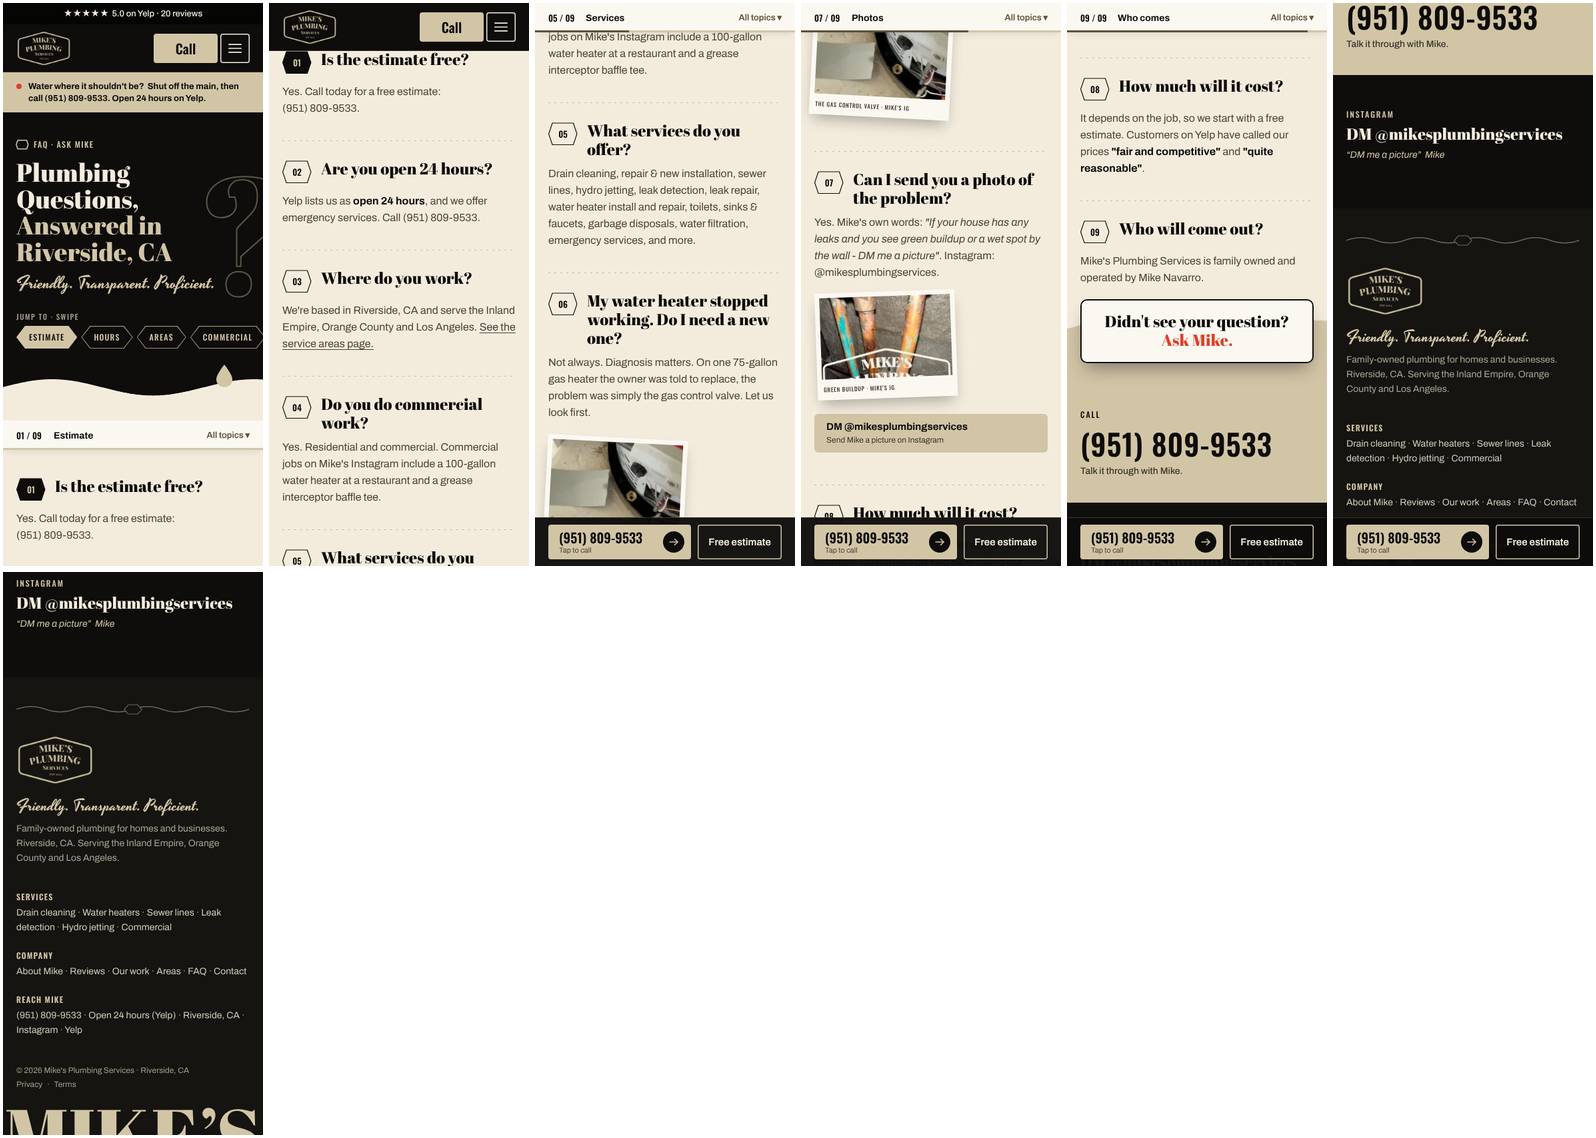 ★★★★★ 5.0 on Yelp · 20 reviews
MIKE'S
PLUMBING
SERVICES
Call
Water where it shouldn't be? Shut off the main, then
call (951) 809-9533. Open 24 hours on Yelp.
FAQ · ASK MIKE
Plumbing
Questions,
Answered in
Riverside, CA
?
Friendly. Transparent. Proficient.
JUMP TO · SWIPE
ESTIMATE
HOURS
AREAS
COMMERCIAL
01 / 09 Estimate
All topics ▾
01
Is the estimate free?
Yes. Call today for a free estimate:
(951) 809-9533.
MIKE'S
PLUMBING
SERVICES
Call
01
Is the estimate free?
Yes. Call today for a free estimate:
(951) 809-9533.
02
Are you open 24 hours?
Yelp lists us as open 24 hours, and we offer
emergency services. Call (951) 809-9533.
03
Where do you work?
We're based in Riverside, CA and serve the Inland
Empire, Orange County and Los Angeles. See the
service areas page.
04
Do you do commercial
work?
Yes. Residential and commercial. Commercial
jobs on Mike's Instagram include a 100-gallon
water heater at a restaurant and a grease
interceptor baffle tee.
05
What services do you
05 / 09 Services
All topics ▾
jobs on Mike's Instagram include a 100-gallon
water heater at a restaurant and a grease
interceptor baffle tee.
05
What services do you
offer?
Drain cleaning, repair & new installation, sewer
lines, hydro jetting, leak detection, leak repair,
water heater install and repair, toilets, sinks &
faucets, garbage disposals, water filtration,
emergency services, and more.
06
My water heater stopped
working. Do I need a new
one?
Not always. Diagnosis matters. On one 75-gallon
gas heater the owner was told to replace, the
problem was simply the gas control valve. Let us
look first.
(951) 809-9533
Tap to call
Free estimate
07 / 09 Photos
All topics ▾
THE GAS CONTROL VALVE · MIKE'S IG
07
Can I send you a photo of
the problem?
Yes. Mike's own words: "If your house has any
leaks and you see green buildup or a wet spot by
the wall - DM me a picture". Instagram:
@mikesplumbingservices.
MIKE'S
GREEN BUILDUP · MIKE'S IG
DM @mikesplumbingservices
Send Mike a picture on Instagram
08
How much will it cost?
(951) 809-9533
Tap to call
Free estimate
09 / 09 Who comes
All topics ▾
08
How much will it cost?
It depends on the job, so we start with a free
estimate. Customers on Yelp have called our
prices "fair and competitive" and "quite
reasonable".
09
Who will come out?
Mike's Plumbing Services is family owned and
operated by Mike Navarro.
Didn't see your question?
Ask Mike.
CALL
(951) 809-9533
Talk it through with Mike.
(951) 809-9533
Tap to call
Free estimate
(951) 809-9533
Talk it through with Mike.
INSTAGRAM
DM @mikesplumbingservices
“DM me a picture” Mike
MIKE'S
PLUMBING
SERVICES
Friendly. Transparent. Proficient.
Family-owned plumbing for homes and businesses.
Riverside, CA. Serving the Inland Empire, Orange
County and Los Angeles.
SERVICES
Drain cleaning · Water heaters · Sewer lines · Leak
detection · Hydro jetting · Commercial
COMPANY
About Mike · Reviews · Our work · Areas · FAQ · Contact
(951) 809-9533
Tap to call
Free estimate
INSTAGRAM
DM @mikesplumbingservices
“DM me a picture” Mike
MIKE'S
PLUMBING
SERVICES
Friendly. Transparent. Proficient.
Family-owned plumbing for homes and businesses.
Riverside, CA. Serving the Inland Empire, Orange
County and Los Angeles.
SERVICES
Drain cleaning · Water heaters · Sewer lines · Leak
detection · Hydro jetting · Commercial
COMPANY
About Mike · Reviews · Our work · Areas · FAQ · Contact
REACH MIKE
(951) 809-9533 · Open 24 hours (Yelp) · Riverside, CA ·
Instagram · Yelp
© 2026 Mike's Plumbing Services · Riverside, CA
Privacy · Terms
MIKE'S